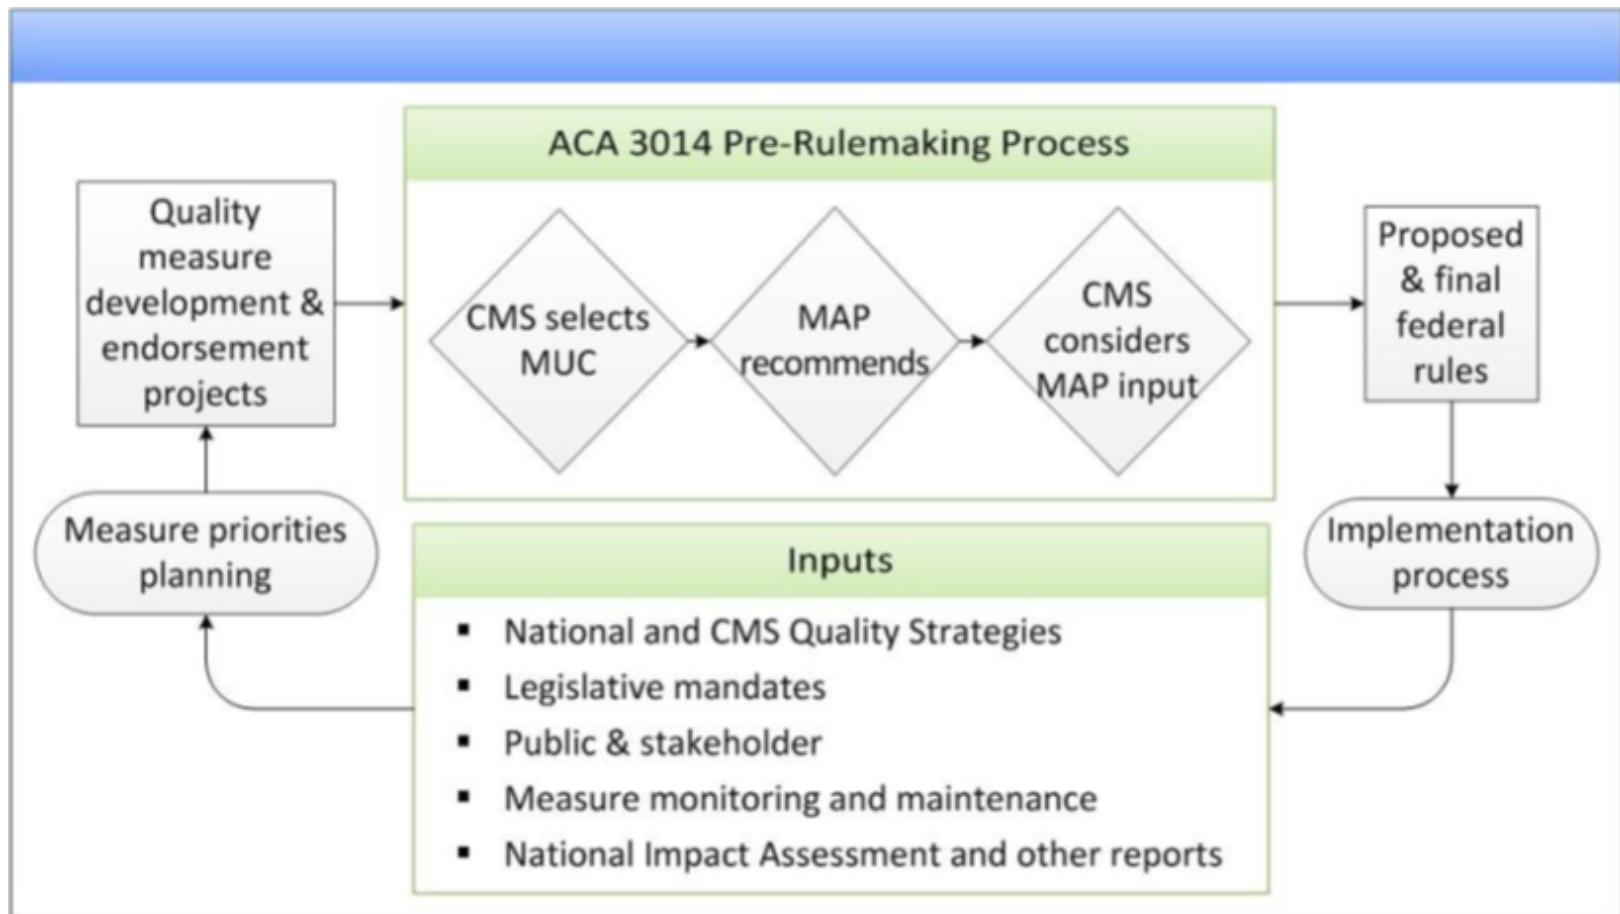 ACA 3014 Pre-Rulemaking Process
Quality
measure
development &
endorsement
projects
CMS selects
MUC
MAP
recommends
CMS
considers
MAP input
Proposed
& final
federal
rules
Measure priorities
planning
Implementation
process
Inputs
▪ National and CMS Quality Strategies
▪ Legislative mandates
▪ Public & stakeholder
▪ Measure monitoring and maintenance
▪ National Impact Assessment and other reports